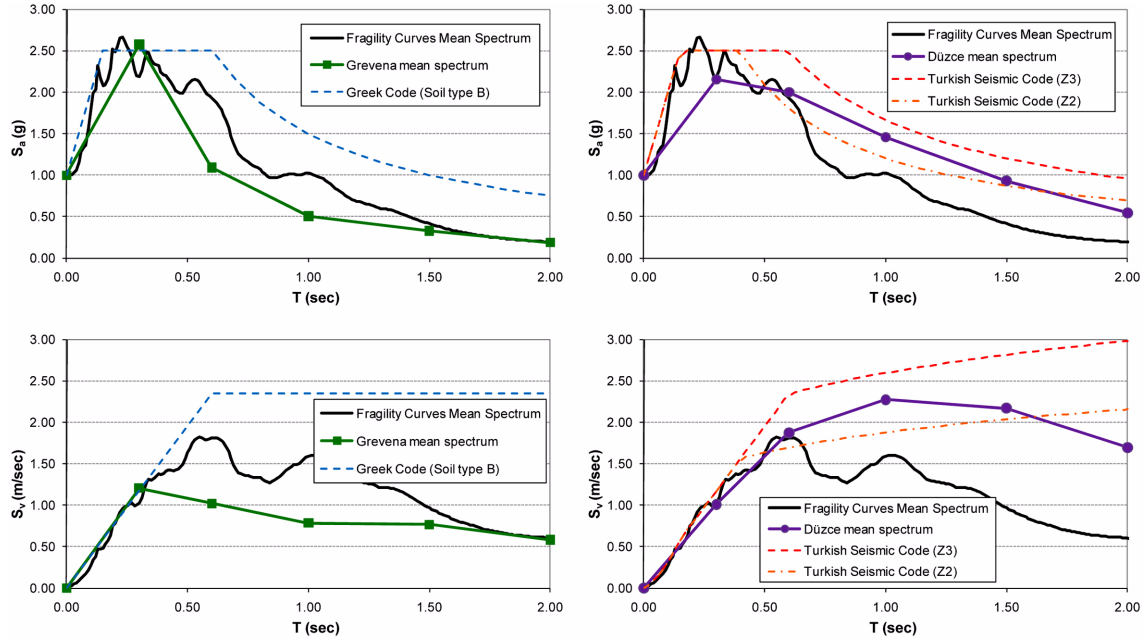 3.00
2.50
2.00
1.50
1.00
0.50
0.00
Sa (g)
Fragility Curves Mean Spectrum
Grevena mean spectrum
Greek Code (Soil type B)
0.00 0.50 1.00 1.50 2.00
T (sec)
3.00
2.50
2.00
1.50
1.00
0.50
0.00
Sa (g)
Fragility Curves Mean Spectrum
Düzce mean spectrum
Turkish Seismic Code (Z3)
Turkish Seismic Code (Z2)
0.00 0.50 1.00 1.50 2.00
T (sec)
3.00
2.50
2.00
1.50
1.00
0.50
0.00
Sv (m/sec)
Fragility Curves Mean Spectrum
Grevena mean spectrum
Greek Code (Soil type B)
0.00 0.50 1.00 1.50 2.00
T (sec)
3.00
2.50
2.00
1.50
1.00
0.50
0.00
Sv (m/sec)
Fragility Curves Mean Spectrum
Düzce mean spectrum
Turkish Seismic Code (Z3)
Turkish Seismic Code (Z2)
0.00 0.50 1.00 1.50 2.00
T (sec)